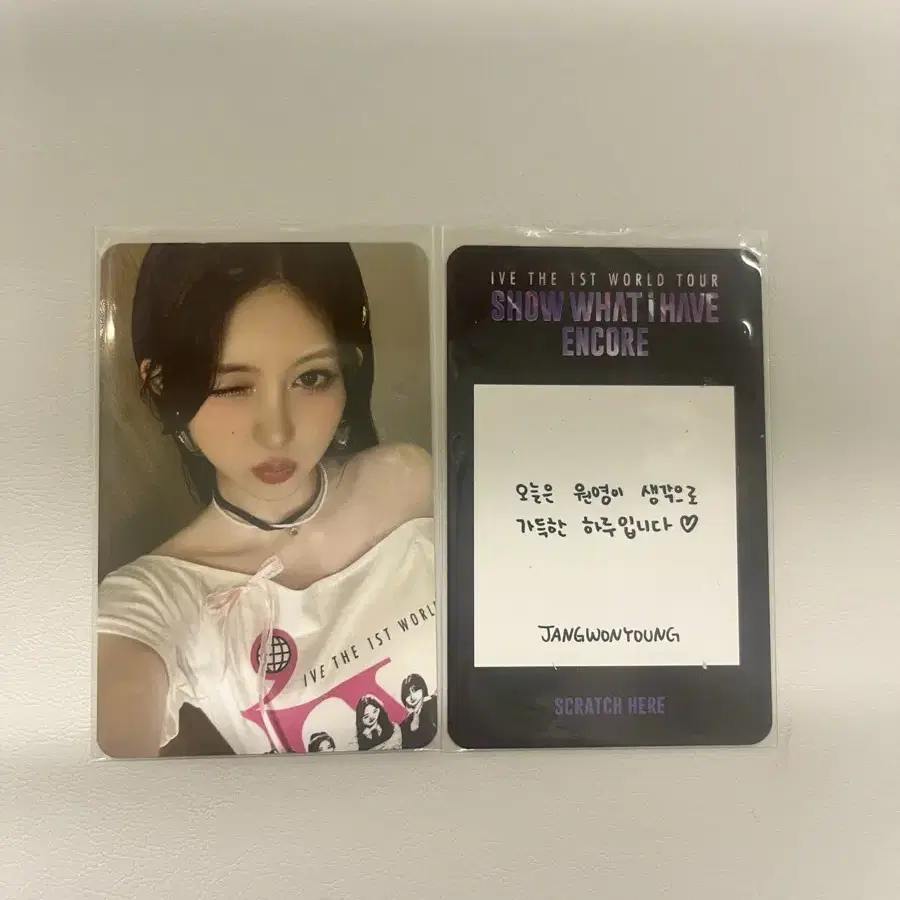 IVE THE 1ST WORL
IVE THE 1ST WORLD TOUR
SHOW WHAT i HAVE
ENCORE
오늘은 원영이 생각으로
가득한 하루입니다 ♡
JANGWONYOUNG
SCRATCH HERE